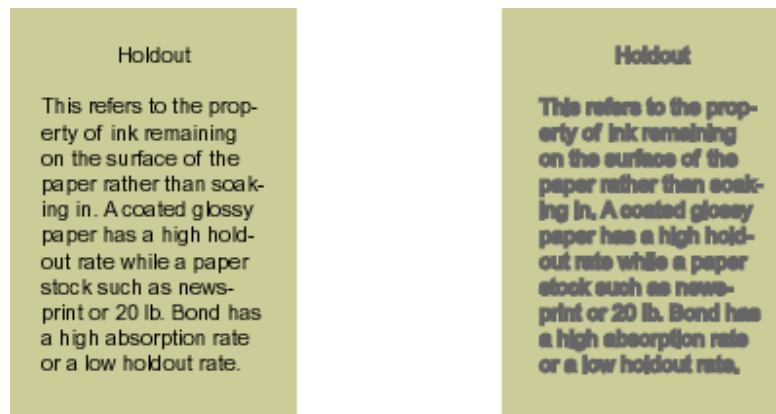 Holdout
This refers to the prop-
erty of ink remaining
on the surface of the
paper rather than soak-
ing in. A coated glossy
paper has a high hold-
out rate while a paper
stock such as news-
print or 20 lb. Bond has
a high absorption rate
or a low holdout rate.
Holdout
This refers to the prop-
erty of ink remaining
on the surface of the
paper rather than soak-
ing in. A coated glossy
paper has a high hold-
out rate while a paper
stock such as news-
print or 20 lb. Bond has
a high absorption rate
or a low holdout rate.